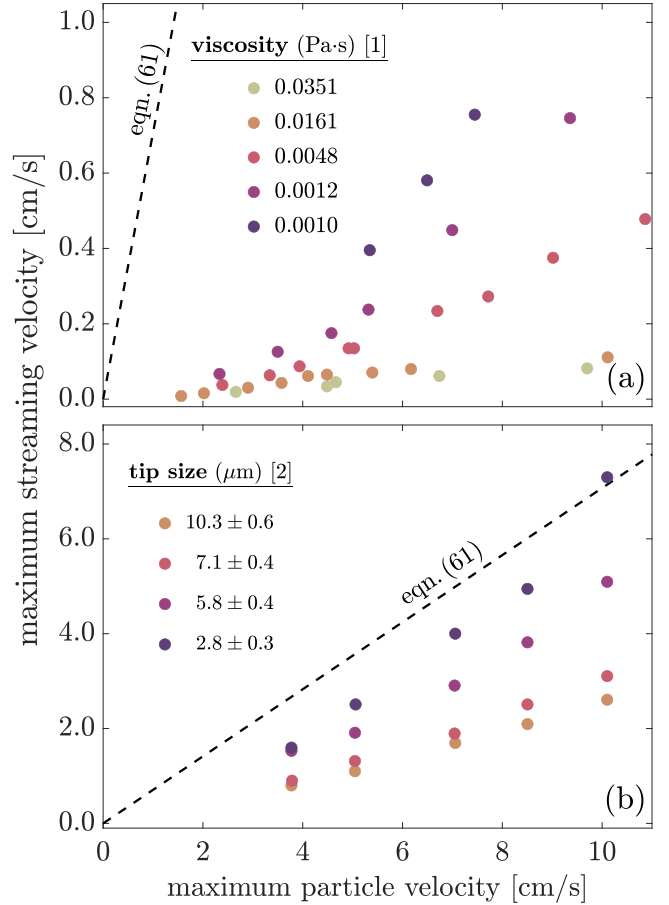 1.0
0.8
0.6
0.4
0.2
0.0
eqn. (61)
viscosity (Pa·s) [1]
0.0351
0.0161
0.0048
0.0012
0.0010
(a)
maximum streaming velocity [cm/s]
8.0
6.0
4.0
2.0
0.0
tip size (μm) [2]
10.3 ± 0.6
7.1 ± 0.4
5.8 ± 0.4
2.8 ± 0.3
eqn. (61)
(b)
0 2 4 6 8 10
maximum particle velocity [cm/s]